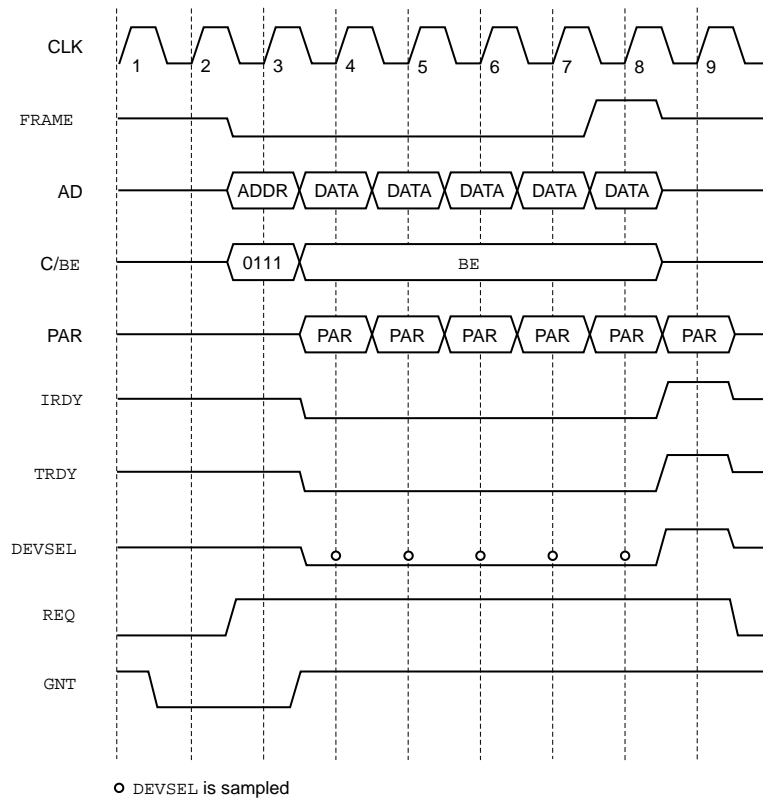 CLK
1 2 3 4 5 6 7 8 9
FRAME
AD ADDR DATA DATA DATA DATA DATA
C/BE 0111 BE
PAR PAR PAR PAR PAR PAR PAR
IRDY
TRDY
DEVSEL
REQ
GNT
DEVSEL is sampled